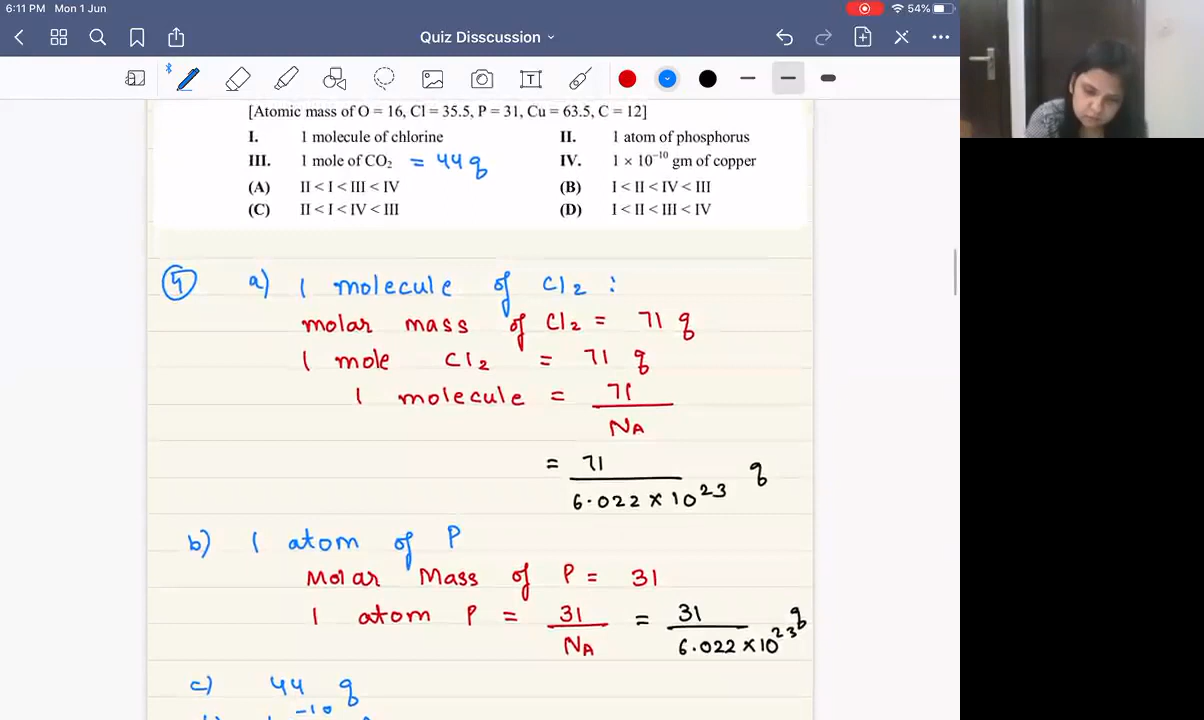 6:11 PM Mon 1 Jun
54%
Quiz Disscussion
[Atomic mass of O = 16, Cl = 35.5, P = 31, Cu = 63.5, C = 12]
I. 1 molecule of chlorine II. 1 atom of phosphorus
III. 1 mole of CO₂ = 44 g IV. 1 × 10⁻¹⁰ gm of copper
(A) II < I < III < IV (B) I < II < IV < III
(C) II < I < IV < III (D) I < II < III < IV
9 a) 1 molecule of Cl₂ :
molar mass of Cl₂ = 71 g
1 mole Cl₂ = 71 g
1 molecule = 71
NA
= 71
6.022 × 10²³ g
b) 1 atom of P
Molar Mass of P = 31
1 atom P = 31 = 31 g
NA 6.022 × 10²³
c) 44 g
-10